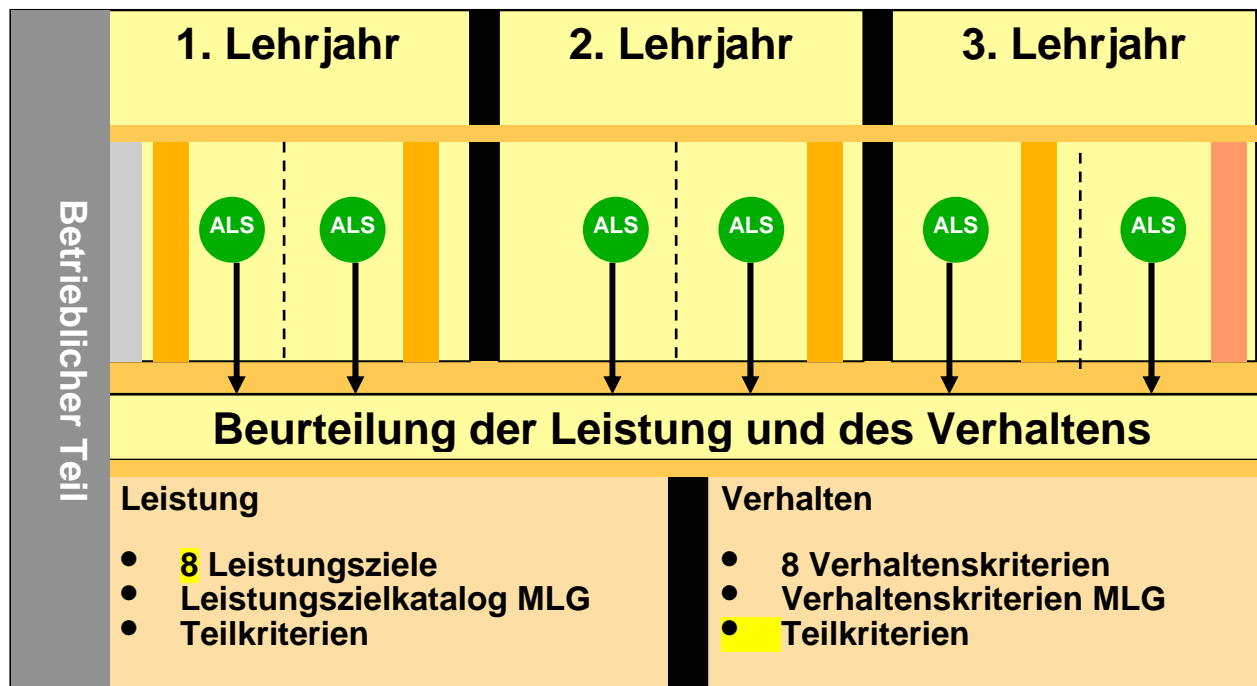 1. Lehrjahr
2. Lehrjahr
3. Lehrjahr
Betrieblicher Teil
ALS
ALS
ALS
ALS
ALS
ALS
Beurteilung der Leistung und des Verhaltens
Leistung
• 8 Leistungsziele
• Leistungszielkatalog MLG
• Teilkriterien
Verhalten
• 8 Verhaltenskriterien
• Verhaltenskriterien MLG
• Teilkriterien